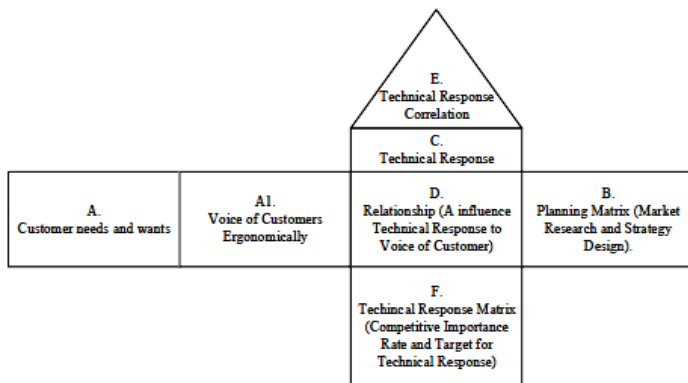 E.
Technical Response
Correlation
C.
Technical Response
A.
Customer needs and wants
A1.
Voice of Customers
Ergonomically
D.
Relationship (A influence
Technical Response to
Voice of Customer)
B.
Planning Matrix (Market
Research and Strategy
Design).
F.
Techincal Response Matrix
(Competitive Importance
Rate and Target for
Technical Response)